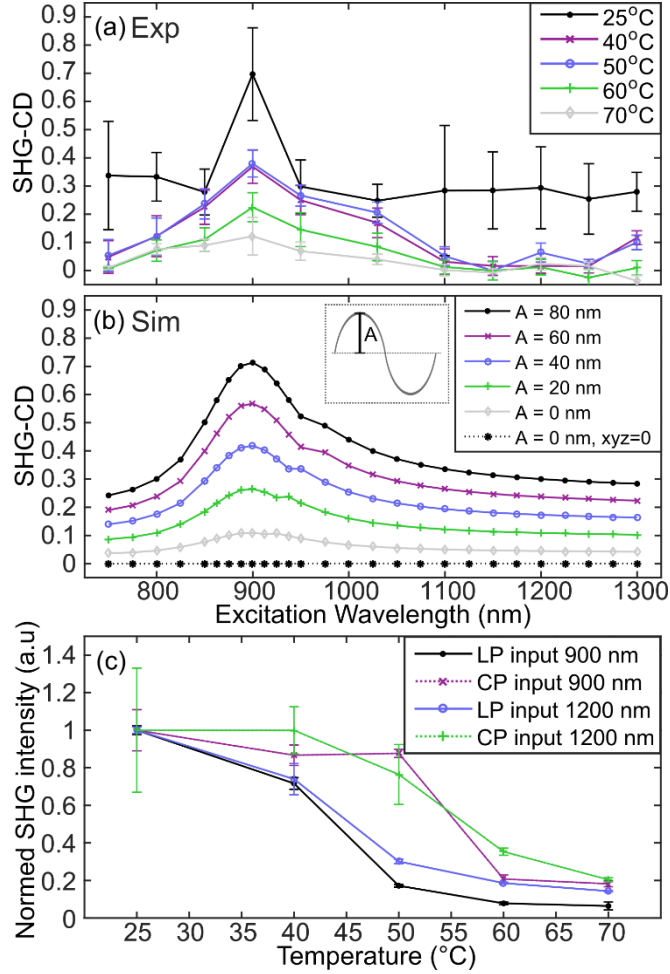 (a) Exp
25°C
40°C
50°C
60°C
70°C
SHG-CD
0.9
0.8
0.7
0.6
0.5
0.4
0.3
0.2
0.1
0
(b) Sim
A
A = 80 nm
A = 60 nm
A = 40 nm
A = 20 nm
A = 0 nm
A = 0 nm, xyz=0
SHG-CD
0.9
0.8
0.7
0.6
0.5
0.4
0.3
0.2
0.1
0
800 900 1000 1100 1200 1300
Excitation Wavelength (nm)
(c)
LP input 900 nm
CP input 900 nm
LP input 1200 nm
CP input 1200 nm
Normed SHG intensity (a.u)
1.4
1.2
1
0.8
0.6
0.4
0.2
0
25 30 35 40 45 50 55 60 65 70
Temperature (°C)